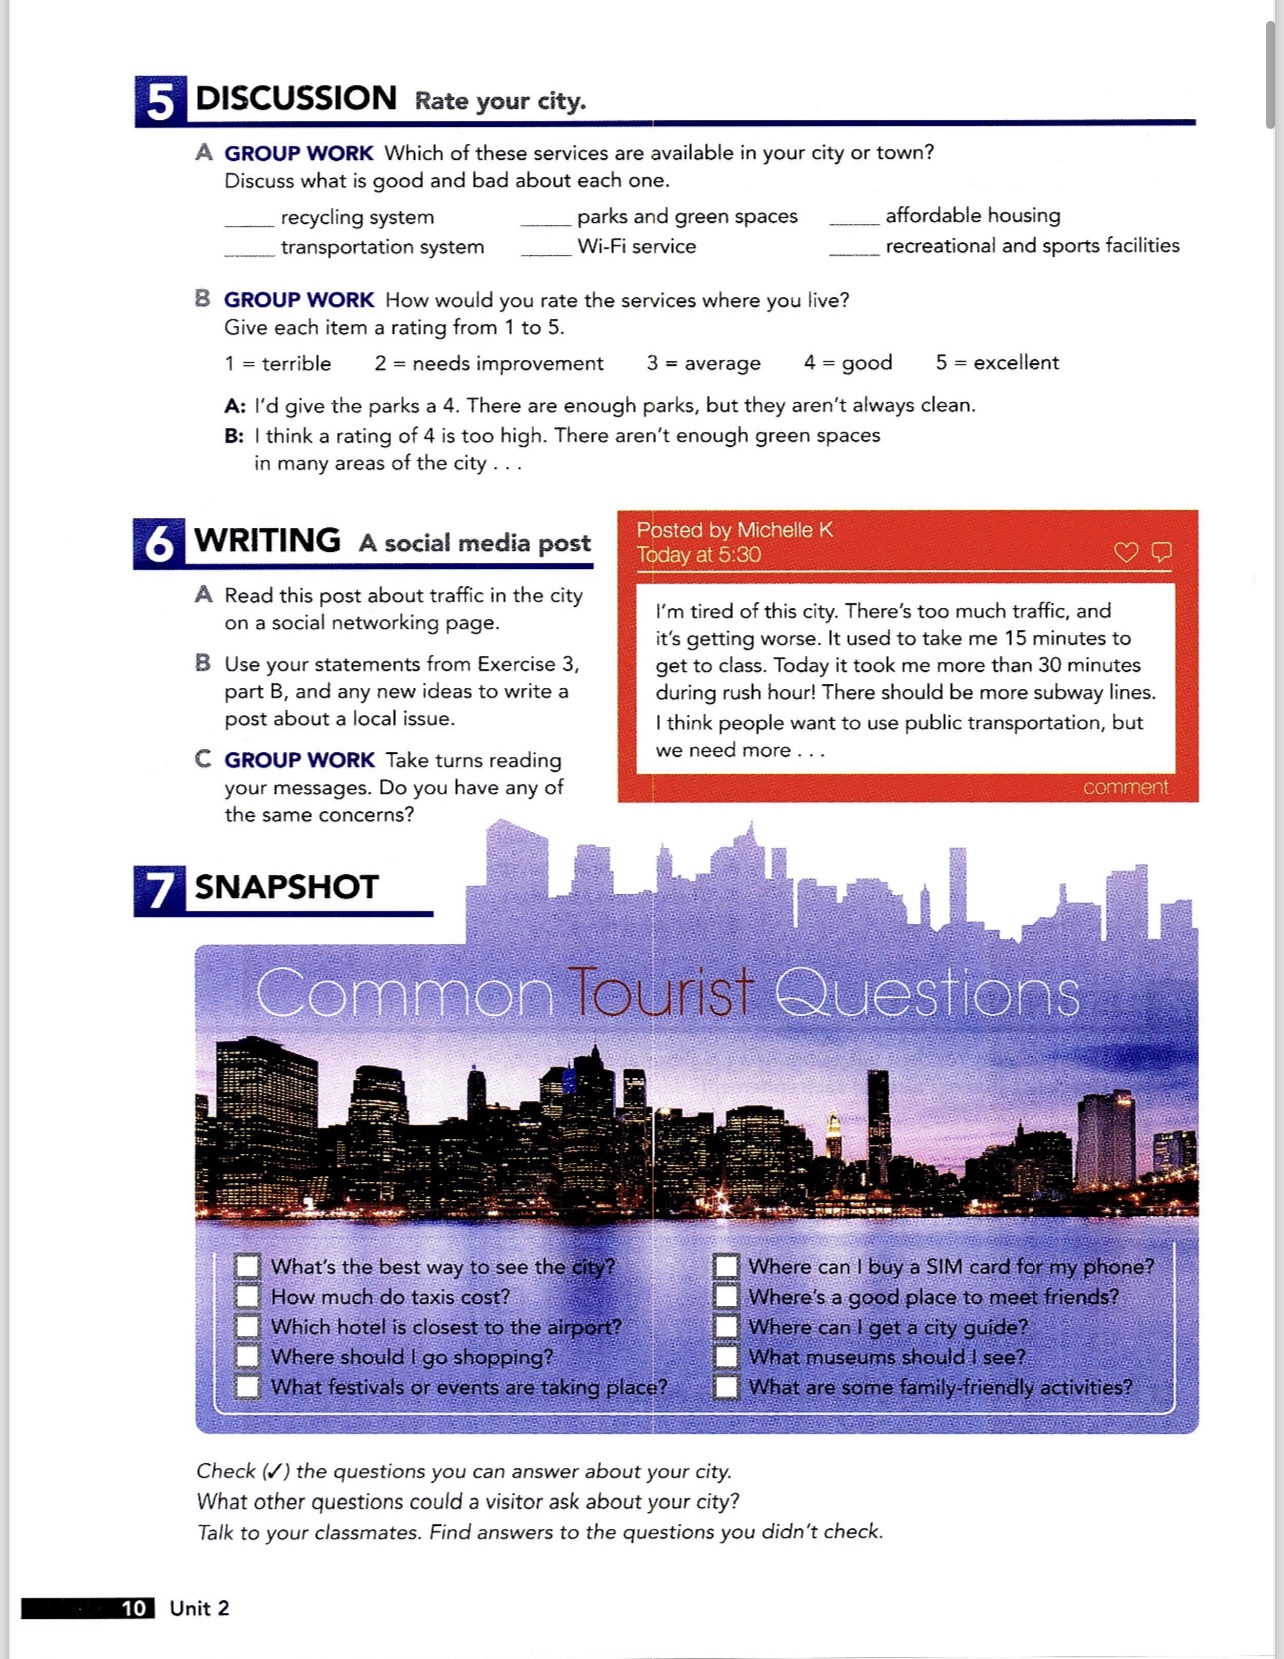 5 DISCUSSION Rate your city.
A GROUP WORK Which of these services are available in your city or town?
Discuss what is good and bad about each one.
_____ recycling system _____ parks and green spaces _____ affordable housing
_____ transportation system _____ Wi-Fi service _____ recreational and sports facilities
B GROUP WORK How would you rate the services where you live?
Give each item a rating from 1 to 5.
1 = terrible 2 = needs improvement 3 = average 4 = good 5 = excellent
A: I'd give the parks a 4. There are enough parks, but they aren't always clean.
B: I think a rating of 4 is too high. There aren't enough green spaces
in many areas of the city . . .
6 WRITING A social media post
A Read this post about traffic in the city
on a social networking page.
B Use your statements from Exercise 3,
part B, and any new ideas to write a
post about a local issue.
C GROUP WORK Take turns reading
your messages. Do you have any of
the same concerns?
Posted by Michelle K
Today at 5:30
I'm tired of this city. There's too much traffic, and
it's getting worse. It used to take me 15 minutes to
get to class. Today it took me more than 30 minutes
during rush hour! There should be more subway lines.
I think people want to use public transportation, but
we need more . . .
comment
7 SNAPSHOT
Common Tourist Questions
What's the best way to see the city?
How much do taxis cost?
Which hotel is closest to the airport?
Where should I go shopping?
What festivals or events are taking place?
Where can I buy a SIM card for my phone?
Where's a good place to meet friends?
Where can I get a city guide?
What museums should I see?
What are some family-friendly activities?
Check (✓) the questions you can answer about your city.
What other questions could a visitor ask about your city?
Talk to your classmates. Find answers to the questions you didn't check.
10 Unit 2